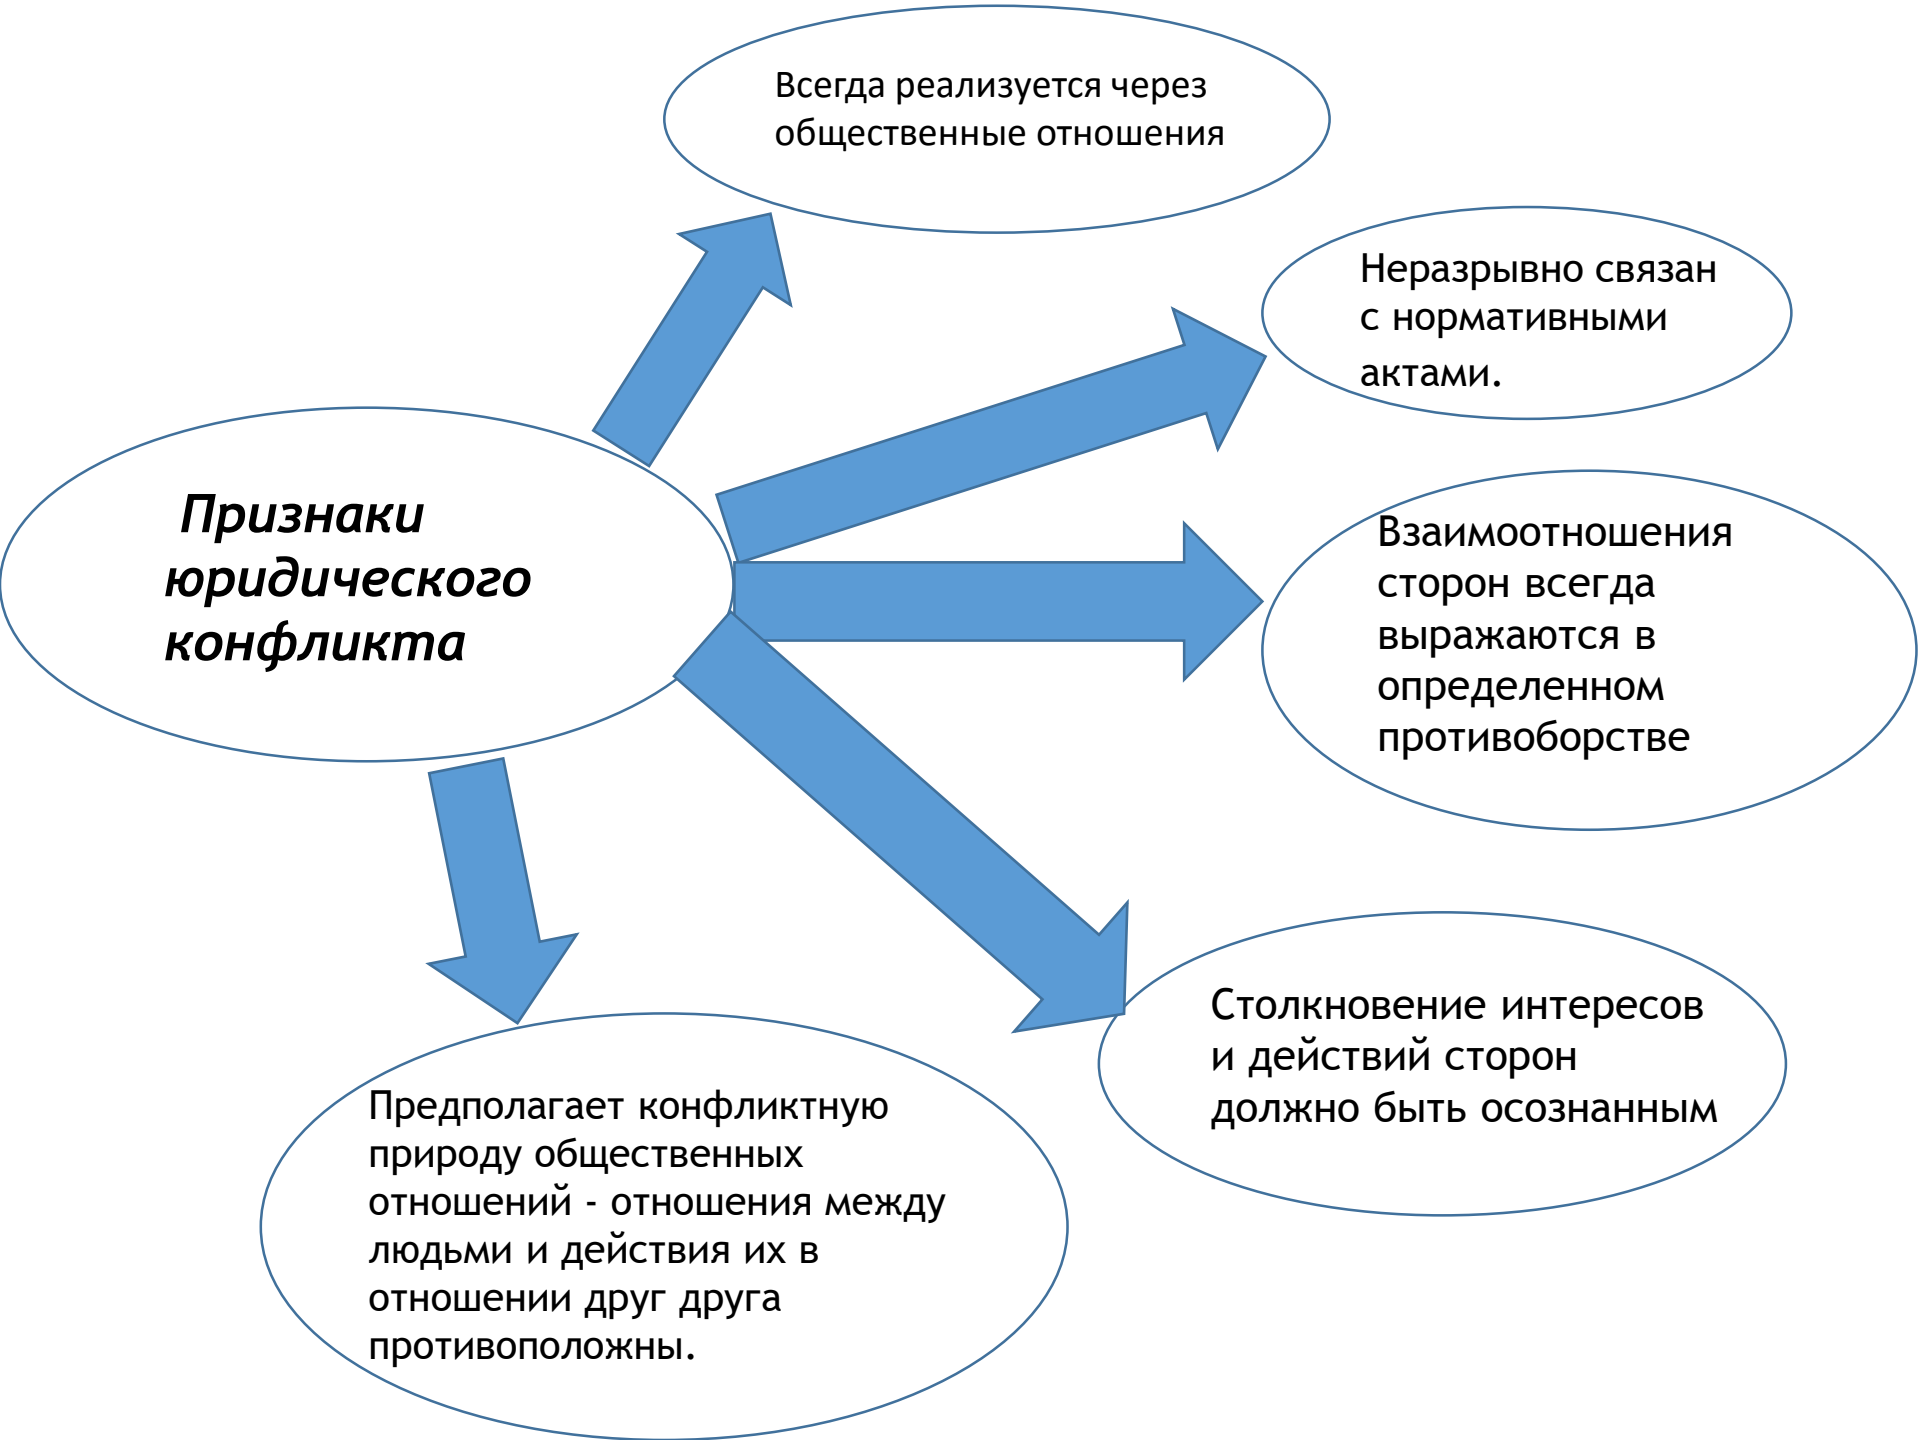 Всегда реализуется через
общественные отношения
Неразрывно связан
с нормативными
актами.
Признаки
юридического
конфликта
Взаимоотношения
сторон всегда
выражаются в
определенном
противоборстве
Столкновение интересов
и действий сторон
должно быть осознанным
Предполагает конфликтную
природу общественных
отношений - отношения между
людьми и действия их в
отношении друг друга
противоположны.